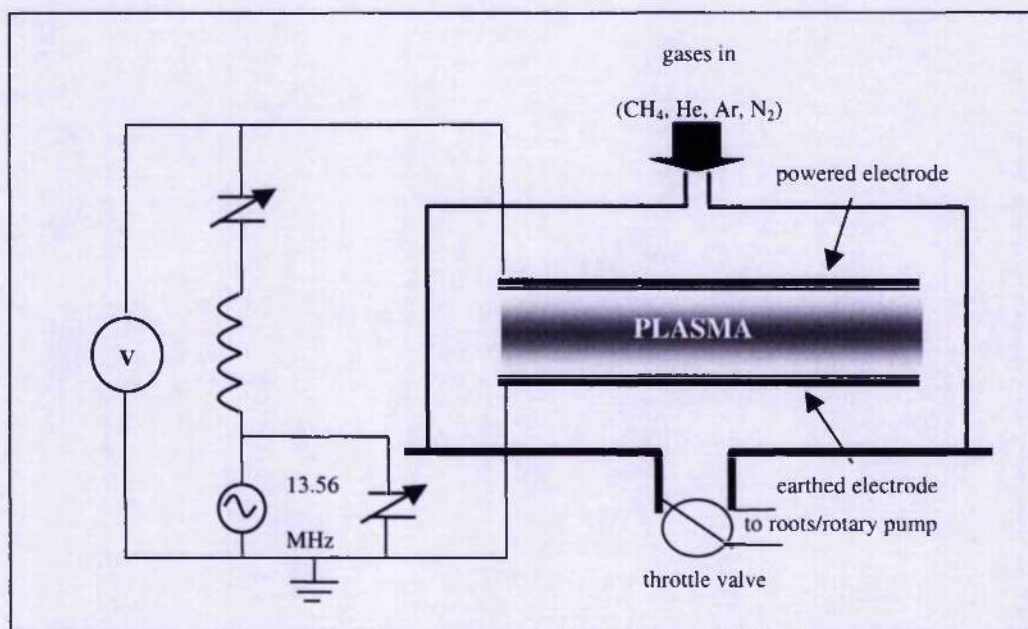 gases in
(CH₄, He, Ar, N₂)
powered electrode
PLASMA
V
13.56
MHz
earthed electrode
to roots/rotary pump
throttle valve